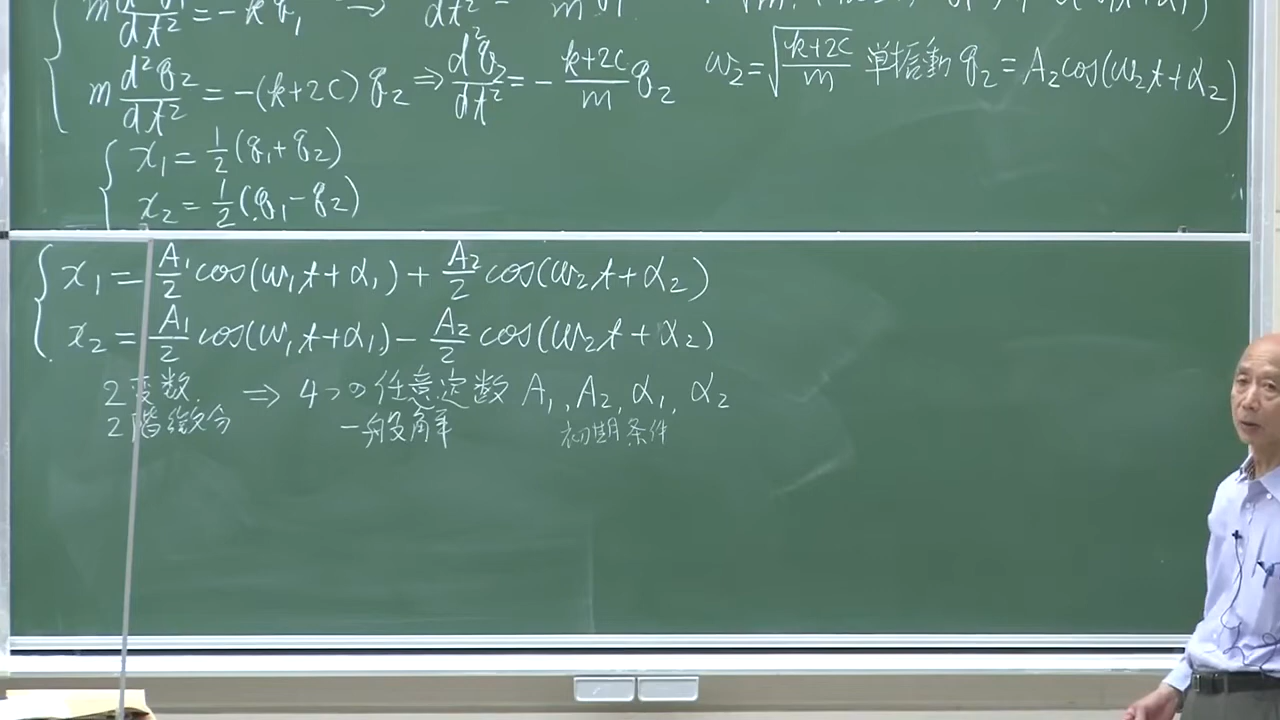 m d²q₁/dt² = -kq₁ ⇒
m d²q₂/dt² = -(k+2C)q₂ ⇒ d²q₂/dt² = - (k+2C)/m q₂ ω₂=√((k+2C)/m) 単振動 q₂ = A₂cos(ω₂t+α₂)
x₁ = 1/2(q₁+q₂)
x₂ = 1/2(q₁-q₂)
x₁ = A₁/2 cos(ω₁t+α₁) + A₂/2 cos(ω₂t+α₂)
x₂ = A₁/2 cos(ω₁t+α₁) - A₂/2 cos(ω₂t+α₂)
2変数 ⇒ 4つの任意定数 A₁, A₂, α₁, α₂
2階微分 一般解 初期条件